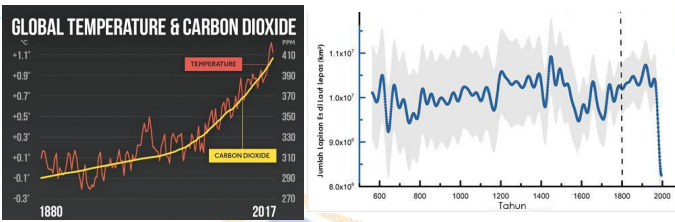 GLOBAL TEMPERATURE & CARBON DIOXIDE
°C
PPM
+1.1°
+0.9°
+0.7°
+0.5°
+0.3°
+0.1°
-0.1°
-0.3°
410
390
370
350
330
310
290
270
TEMPERATURE
CARBON DIOXIDE
1880
2017
Jumlah Lapisan Es di Laut Lepas (km²)
1.1x10⁷
1.0x10⁷
9.0x10⁶
8.0x10⁶
600
800
1000
1200
1400
1600
1800
2000
Tahun